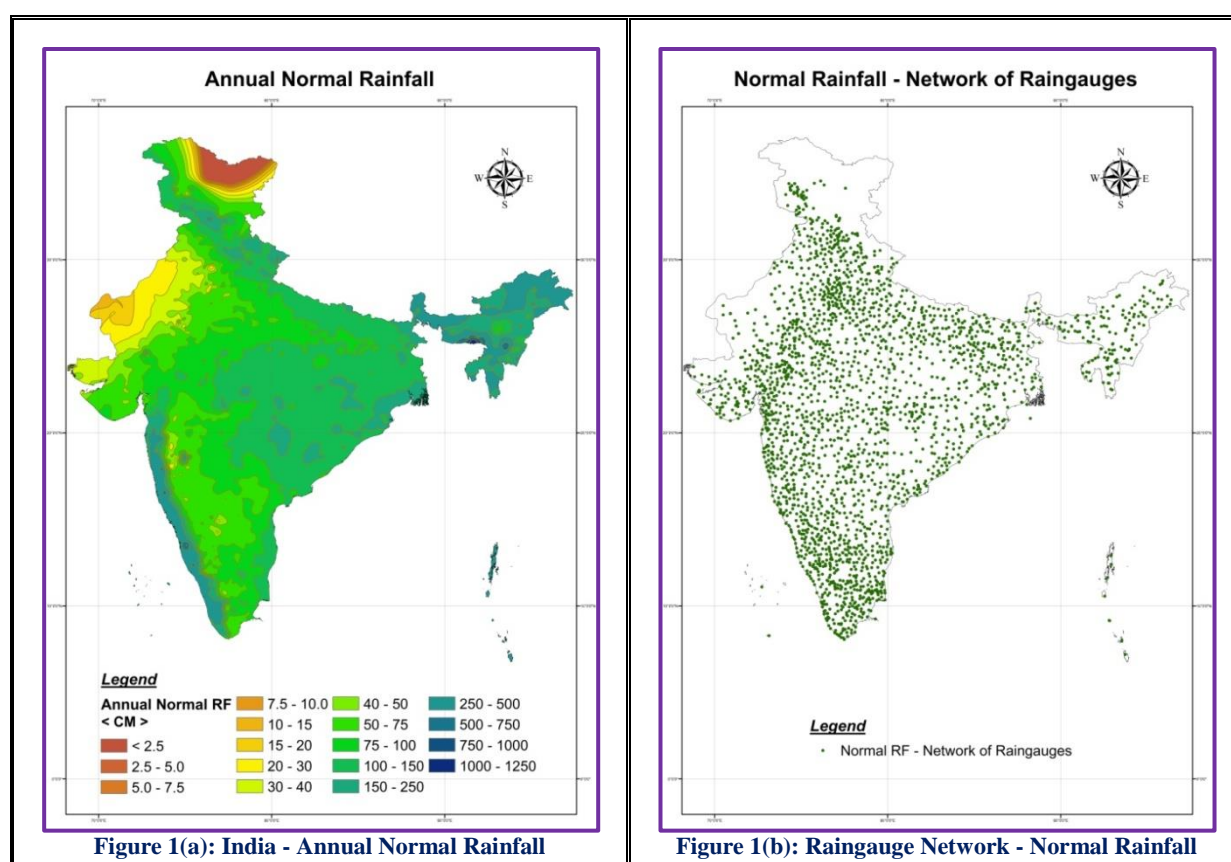 Annual Normal Rainfall
N
W E
S
Legend
Annual Normal RF
< CM >
< 2.5
2.5 - 5.0
5.0 - 7.5
7.5 - 10.0
10 - 15
15 - 20
20 - 30
30 - 40
40 - 50
50 - 75
75 - 100
100 - 150
150 - 250
250 - 500
500 - 750
750 - 1000
1000 - 1250
Figure 1(a): India - Annual Normal Rainfall
Normal Rainfall - Network of Raingauges
N
W E
S
Legend
Normal RF - Network of Raingauges
Figure 1(b): Raingauge Network - Normal Rainfall